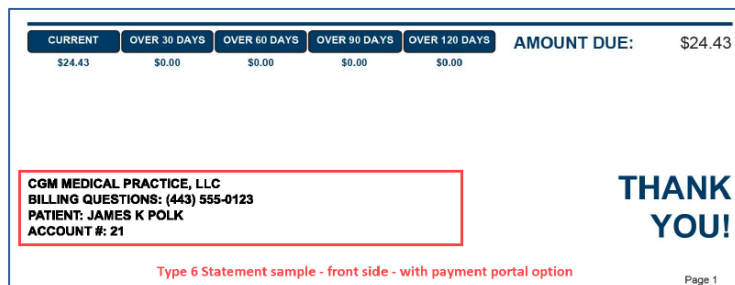 CURRENT OVER 30 DAYS OVER 60 DAYS OVER 90 DAYS OVER 120 DAYS AMOUNT DUE: $24.43
$24.43 $0.00 $0.00 $0.00 $0.00
CGM MEDICAL PRACTICE, LLC
BILLING QUESTIONS: (443) 555-0123
PATIENT: JAMES K POLK
ACCOUNT #: 21
THANK
YOU!
Type 6 Statement sample - front side - with payment portal option
Page 1